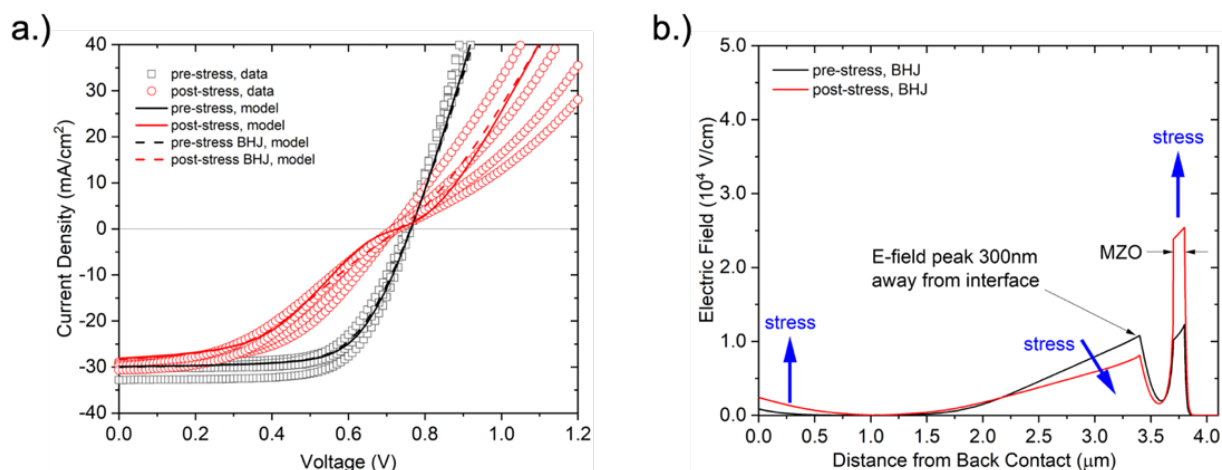 a.)
40
30
20
10
0
-10
-20
-30
-40
Current Density (mA/cm²)
pre-stress, data
post-stress, data
pre-stress, model
post-stress, model
pre-stress BHJ, model
post-stress BHJ, model
0.0 0.2 0.4 0.6 0.8 1.0 1.2
Voltage (V)
b.)
5.0
4.0
3.0
2.0
1.0
0.0
Electric Field (10⁴ V/cm)
pre-stress, BHJ
post-stress, BHJ
stress
MZO
E-field peak 300nm
away from interface
stress
stress
0.0 0.5 1.0 1.5 2.0 2.5 3.0 3.5 4.0
Distance from Back Contact (μm)